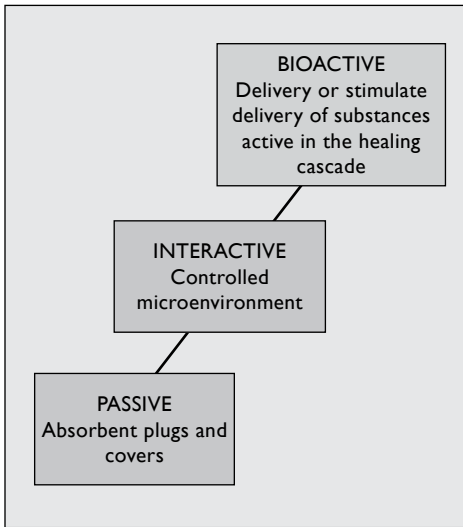 BIOACTIVE
Delivery or stimulate
delivery of substances
active in the healing
cascade
INTERACTIVE
Controlled
microenvironment
PASSIVE
Absorbent plugs and
covers